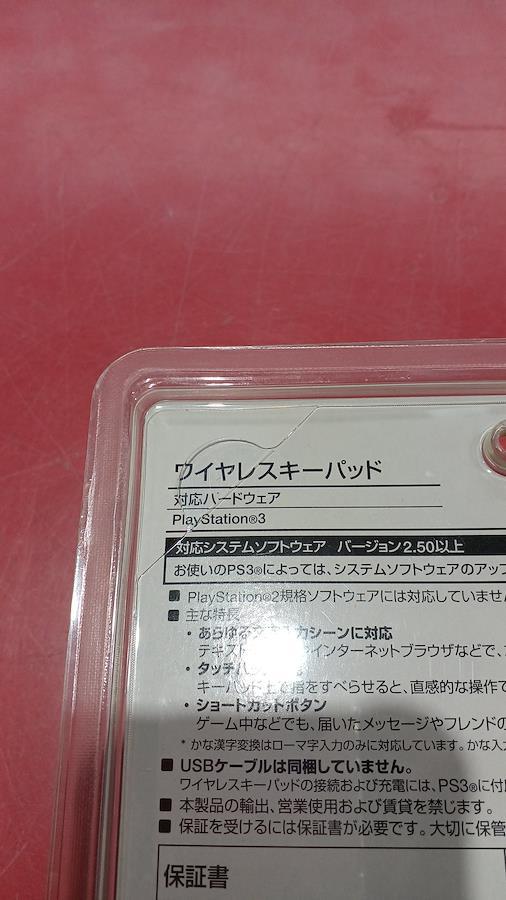 ワイヤレスキーパッド
対応ハードウェア
PlayStation®3
対応システムソフトウェア バージョン2.50以上
お使いのPS3®によっては、システムソフトウェアのアップ
■ PlayStation®2規格ソフトウェアには対応していませ
■ 主な特長
・あらゆる 力シーンに対応
テキスト インターネットブラウザなどで、
・タッチパ
キーパッド上で指をすべらせると、直感的な操作で
・ショートカットボタン
ゲーム中などでも、届いたメッセージやフレンドの
* かな漢字変換はローマ字入力のみに対応しています。かな入
■ USBケーブルは同梱していません。
ワイヤレスキーパッドの接続および充電には、PS3®に付
■ 本製品の輸出、営業使用および賃貸を禁じます。
■ 保証を受けるには保証書が必要です。大切に保管
保証書